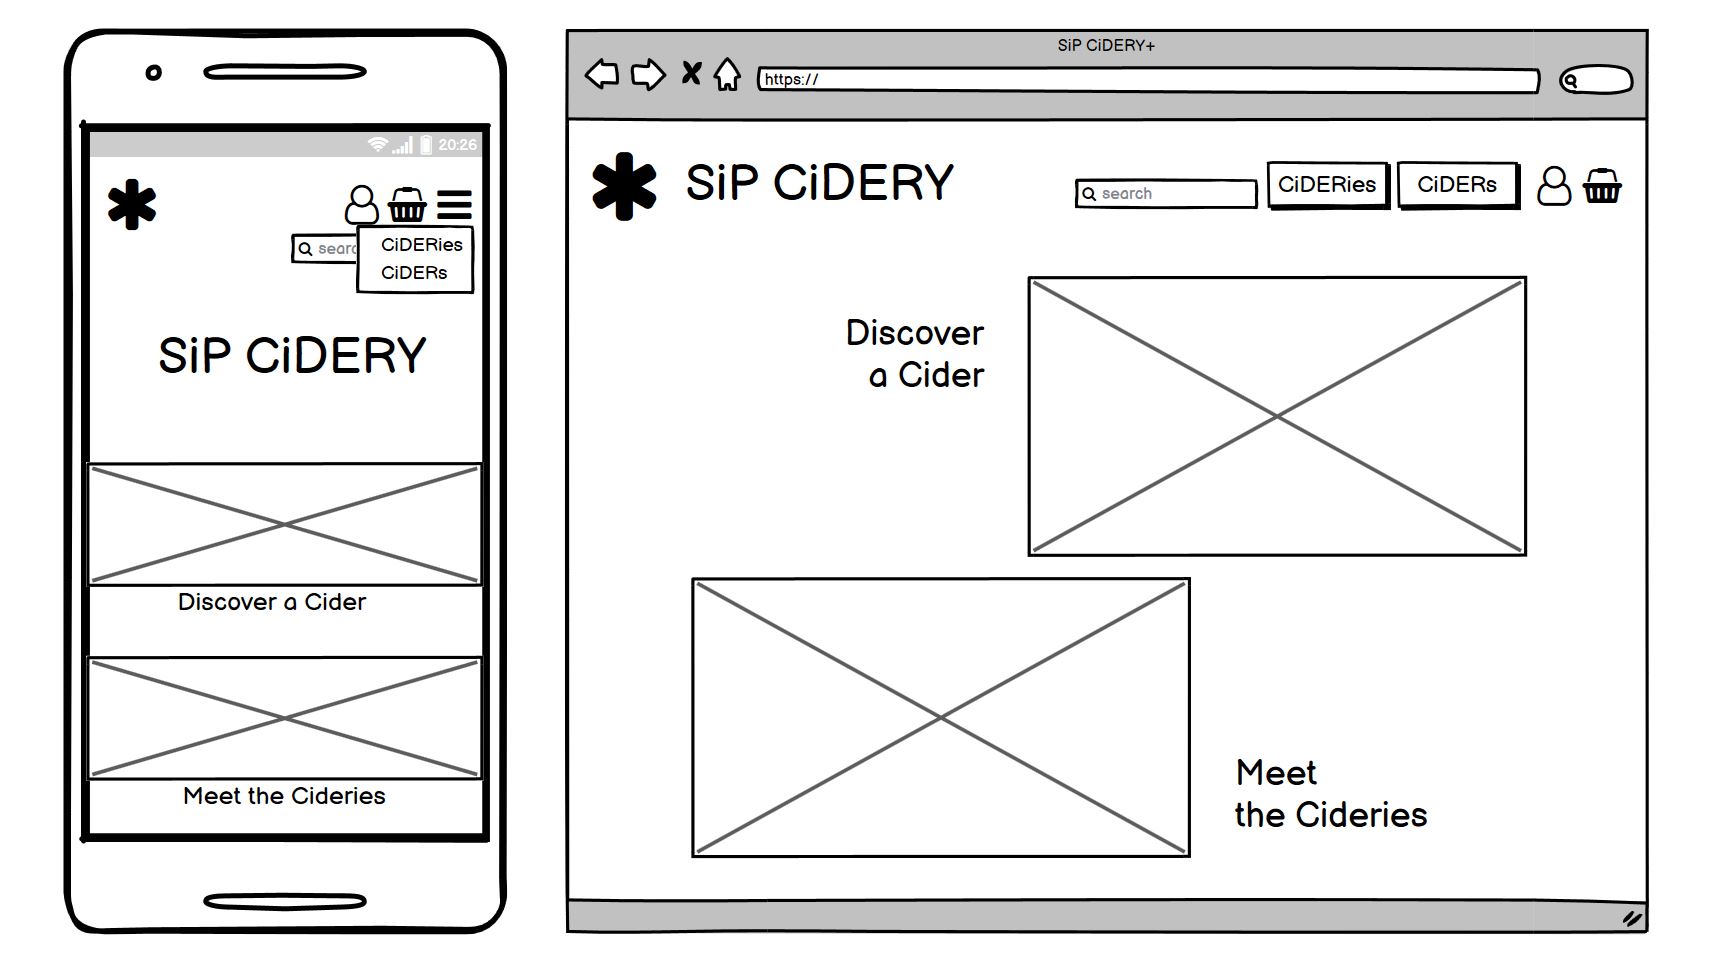 20:26
search
CiDERies
CiDERs
SiP CiDERY
Discover a Cider
Meet the Cideries
SiP CiDERY+
https://
SiP CiDERY
search
CiDERies
CiDERs
Discover
a Cider
Meet
the Cideries